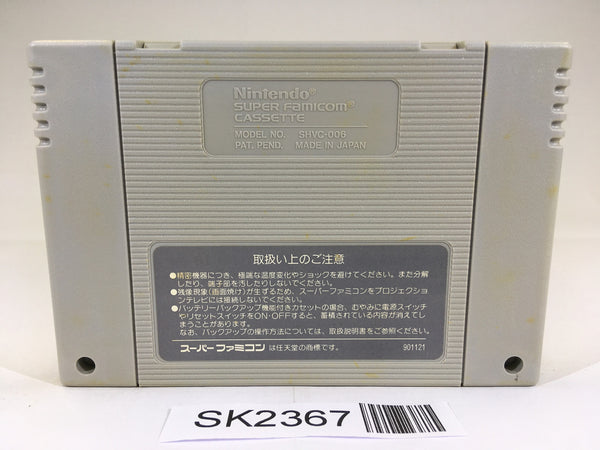 Nintendo®
SUPER FAMICOM®
CASSETTE
MODEL NO. SHVC-006
PAT. PEND. MADE IN JAPAN
取扱い上のご注意
●精密機器につき、極端な温度変化やショックを避けてください。また分解
したり、端子部を汚したりしないでください。
●残像現象(画面焼け)が生ずるため、スーパーファミコンをプロジェクショ
ンテレビには接続しないでください。
●バッテリーバックアップ機能付きカセットの場合、むやみに電源スイッチ
やリセットスイッチをON・OFFすると、蓄積されている内容が消えてし
まうことがあります。
なお、バックアップの操作方法については、取扱説明書をご参照ください。
スーパーファミコン は任天堂の商標です。 901121
SK2367